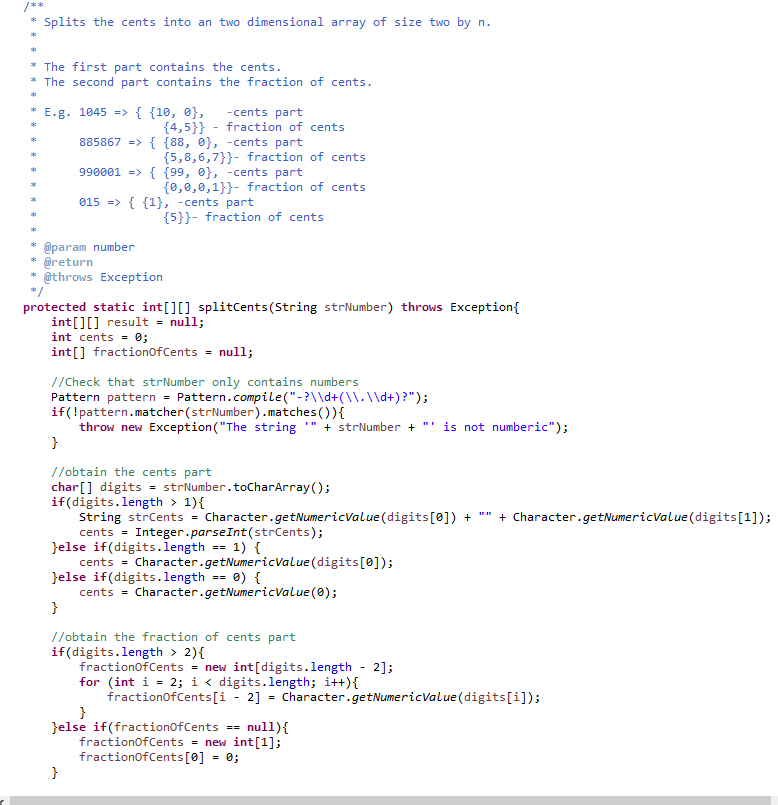 /**
 * Splits the cents into an two dimensional array of size two by n.
 *
 *
 * The first part contains the cents.
 * The second part contains the fraction of cents.
 *
 * E.g. 1045 => { {10, 0},   -cents part
 *                {4,5}} - fraction of cents
 *      885867 => { {88, 0}, -cents part
 *                {5,8,6,7}}- fraction of cents
 *      990001 => { {99, 0}, -cents part
 *                {0,0,0,1}}- fraction of cents
 *      015 => { {1}, -cents part
 *                {5}}- fraction of cents
 *
 * @param number
 * @return
 * @throws Exception
 */
protected static int[][] splitCents(String strNumber) throws Exception{
    int[][] result = null;
    int cents = 0;
    int[] fractionOfCents = null;

    //Check that strNumber only contains numbers
    Pattern pattern = Pattern.compile("-?\\d+(\\.\\d+)?");
    if(!pattern.matcher(strNumber).matches()){
        throw new Exception("The string '" + strNumber + "' is not numberic");
    }

    //obtain the cents part
    char[] digits = strNumber.toCharArray();
    if(digits.length > 1){
        String strCents = Character.getNumericValue(digits[0]) + "" + Character.getNumericValue(digits[1]);
        cents = Integer.parseInt(strCents);
    }else if(digits.length == 1) {
        cents = Character.getNumericValue(digits[0]);
    }else if(digits.length == 0) {
        cents = Character.getNumericValue(0);
    }

    //obtain the fraction of cents part
    if(digits.length > 2){
        fractionOfCents = new int[digits.length - 2];
        for (int i = 2; i < digits.length; i++){
            fractionOfCents[i - 2] = Character.getNumericValue(digits[i]);
        }
    }else if(fractionOfCents == null){
        fractionOfCents = new int[1];
        fractionOfCents[0] = 0;
    }